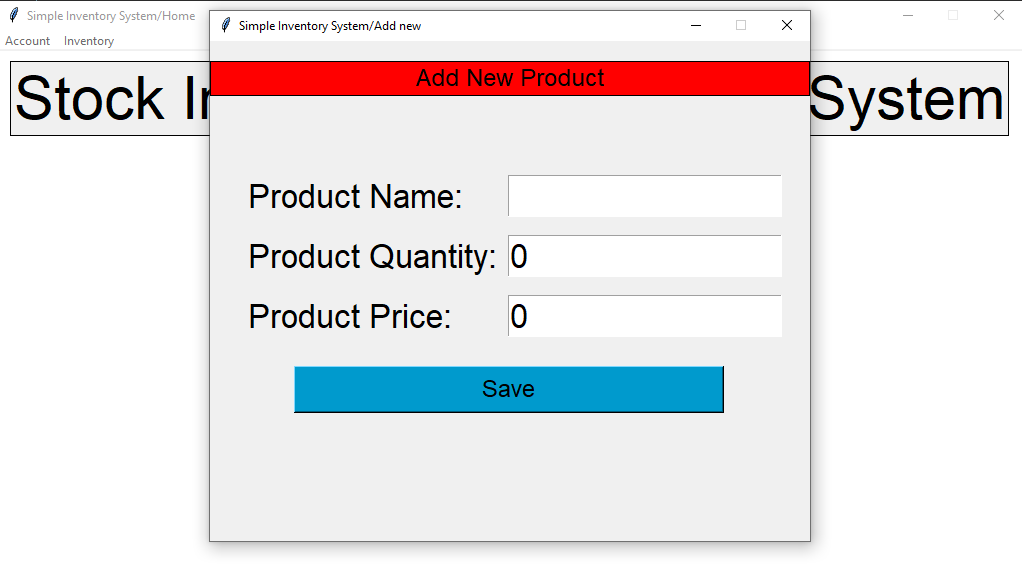 Simple Inventory System/Home
Simple Inventory System/Add new
Account Inventory
Add New Product
Stock System
Product Name:
Product Quantity: 0
Product Price: 0
Save